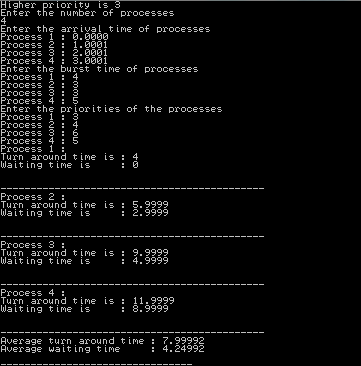 Higher priority is 3
Enter the number of processes
4
Enter the arrival time of processes
Process 1 : 0.0000
Process 2 : 1.0001
Process 3 : 2.0001
Process 4 : 3.0001
Enter the burst time of processes
Process 1 : 4
Process 2 : 3
Process 3 : 3
Process 4 : 5
Enter the priorities of the processes
Process 1 : 3
Process 2 : 4
Process 3 : 6
Process 4 : 5
Process 1 :
Turn around time is : 4
Waiting time is : 0
Process 2 :
Turn around time is : 5.9999
Waiting time is : 2.9999
Process 3 :
Turn around time is : 9.9999
Waiting time is : 4.9999
Process 4 :
Turn around time is : 11.9999
Waiting time is : 8.9999
Average turn around time : 7.99992
Average waiting time : 4.24992